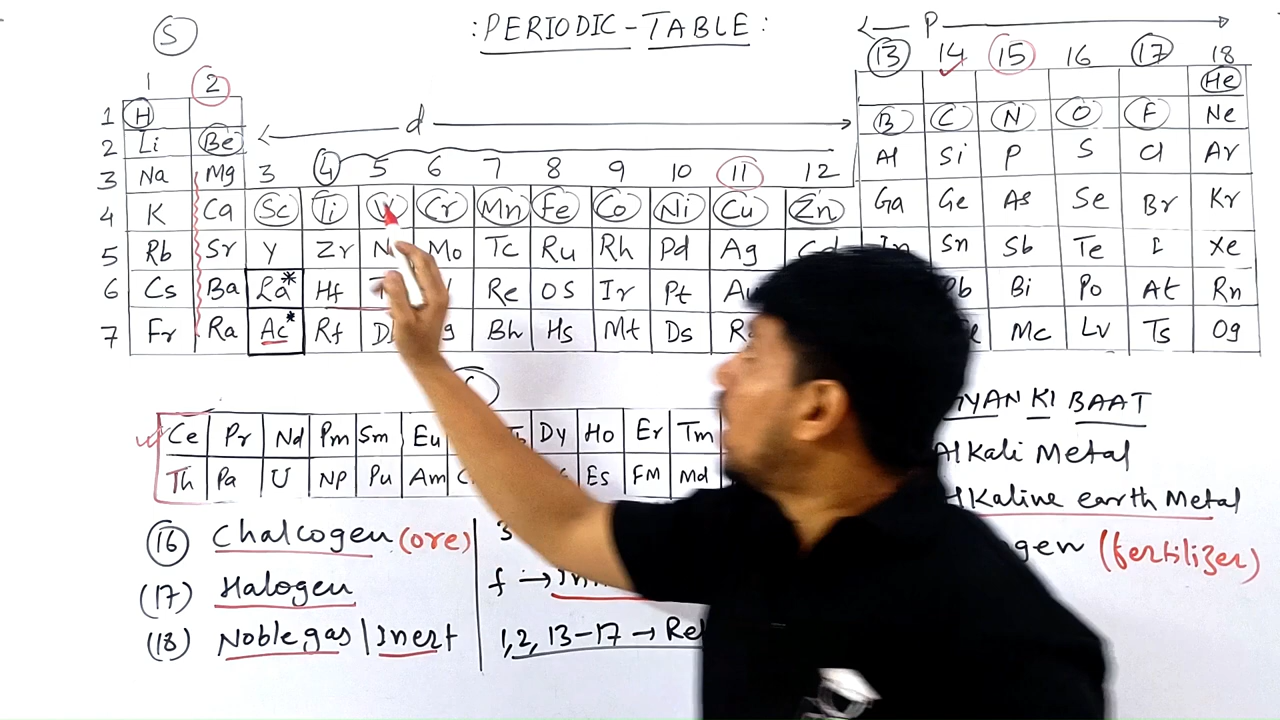 S :PERIODIC-TABLE: P
13 14 15 16 17 18
1 2 He
1 H B C N O F Ne
2 Li Be d
3 Na Mg 3 4 5 6 7 8 9 10 11 12 Al Si P S Cl Ar
4 K Ca Sc Ti V Cr Mn Fe Co Ni Cu Zn Ga Ge As Se Br Kr
5 Rb Sr Y Zr Mo Tc Ru Rh Pd Ag Cd In Sn Sb Te I Xe
6 Cs Ba La* Hf Re Os Ir Pt Bi Po At Rn
7 Fr Ra Ac* Rf Bh Hs Mt Ds Mc Lv Ts Og
Ce Pr Nd Pm Sm Eu Dy Ho Er Tm
Th Pa U NP Pu Am Es FM Md
GYAN KI BAAT
Alkali Metal
Alkaline earth Metal
(fertilizer)
(16) Chalcogen (ore) 3
(17) Halogen f →
(18) Noble gas | Inert 1, 2, 13-17 →